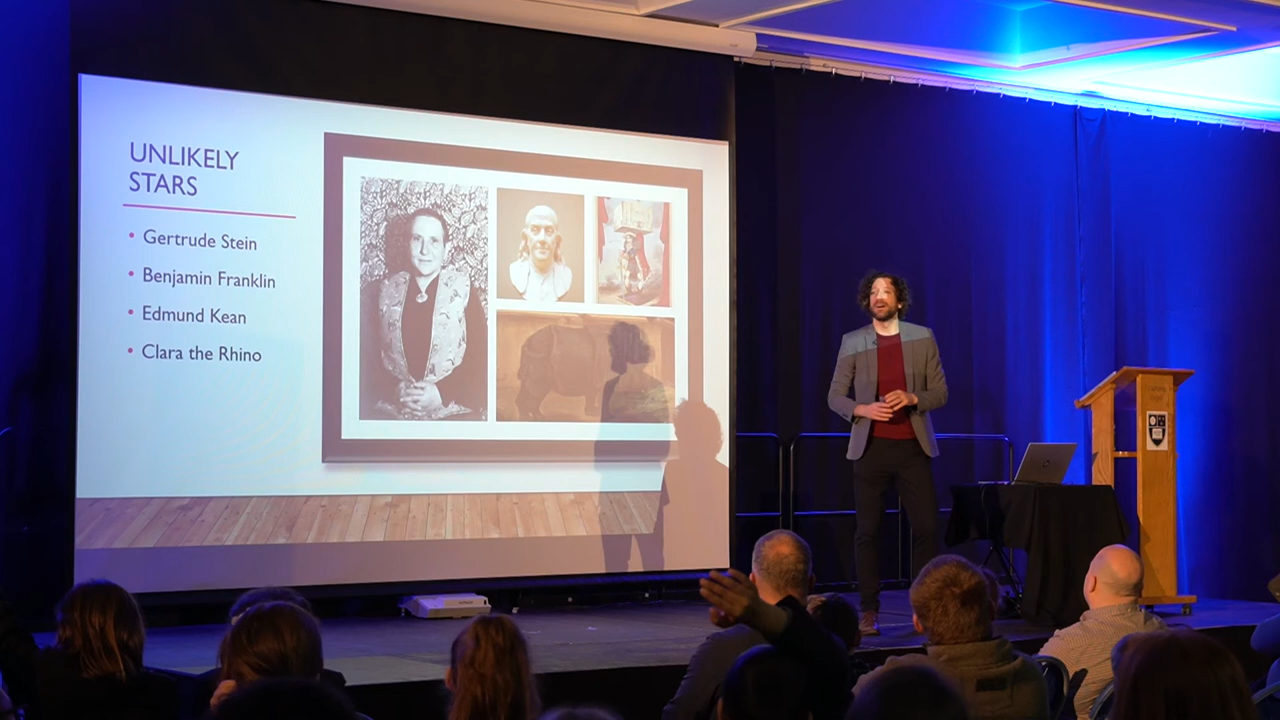 UNLIKELY
STARS
• Gertrude Stein
• Benjamin Franklin
• Edmund Kean
• Clara the Rhino